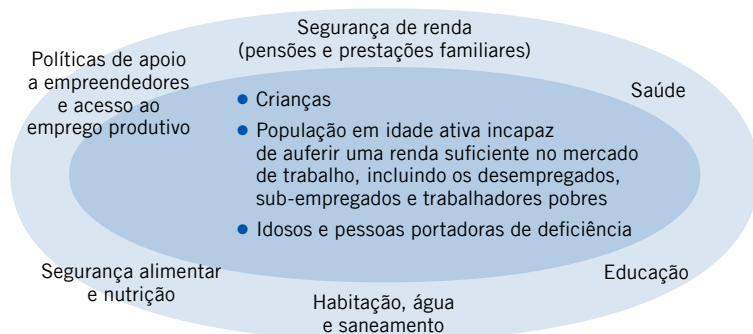 Segurança de renda
(pensões e prestações familiares)
Políticas de apoio
a empreendedores
e acesso ao
emprego produtivo
Saúde
• Crianças
• População em idade ativa incapaz
de auferir uma renda suficiente no mercado
de trabalho, incluindo os desempregados,
sub-empregados e trabalhadores pobres
• Idosos e pessoas portadoras de deficiência
Segurança alimentar
e nutrição
Educação
Habitação, água
e saneamento